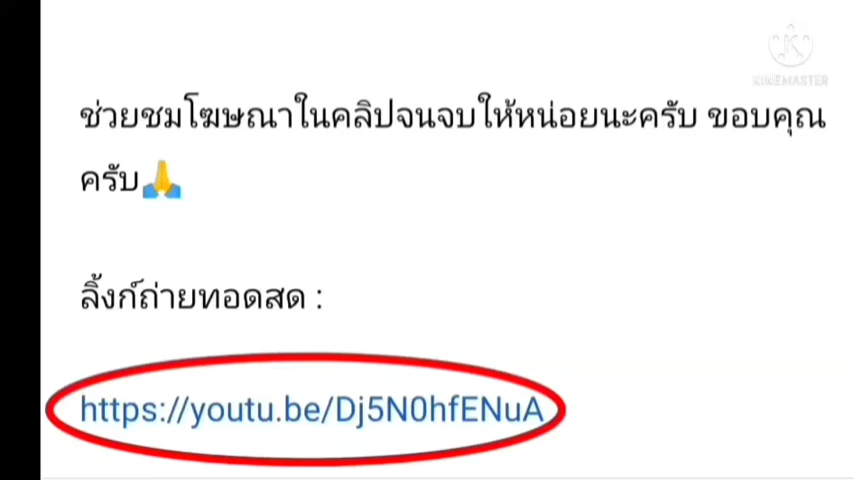 KINEMASTER
ช่วยชมโฆษณาในคลิปจนจบให้หน่อยนะครับ ขอบคุณ
ครับ🙏
ลิ้งก์ถ่ายทอดสด :
https://youtu.be/Dj5N0hfENuA